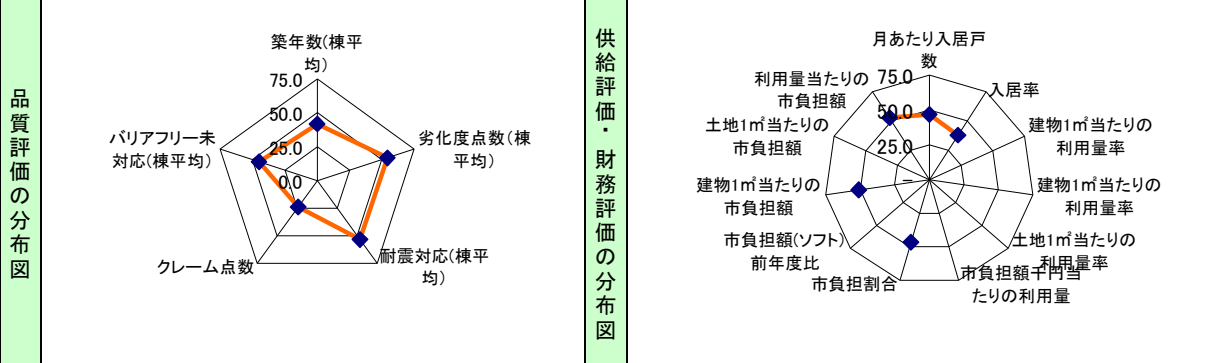 品質評価の分布図
築年数(棟平
均)
75.0
50.0
25.0
0.0
劣化度点数(棟
平均)
耐震対応(棟平
均)
クレーム点数
バリアフリー未
対応(棟平均)
供給評価・財務評価の分布図
月あたり入居戸
数
75.0
50.0
25.0
－
入居率
建物1㎡当たりの
利用量率
建物1㎡当たりの
利用量率
土地1㎡当たりの
利用量率
市負担額千円当
たりの利用量
市負担割合
市負担額(ソフト)
前年度比
建物1㎡当たりの
市負担額
土地1㎡当たりの
市負担額
利用量当たりの
市負担額